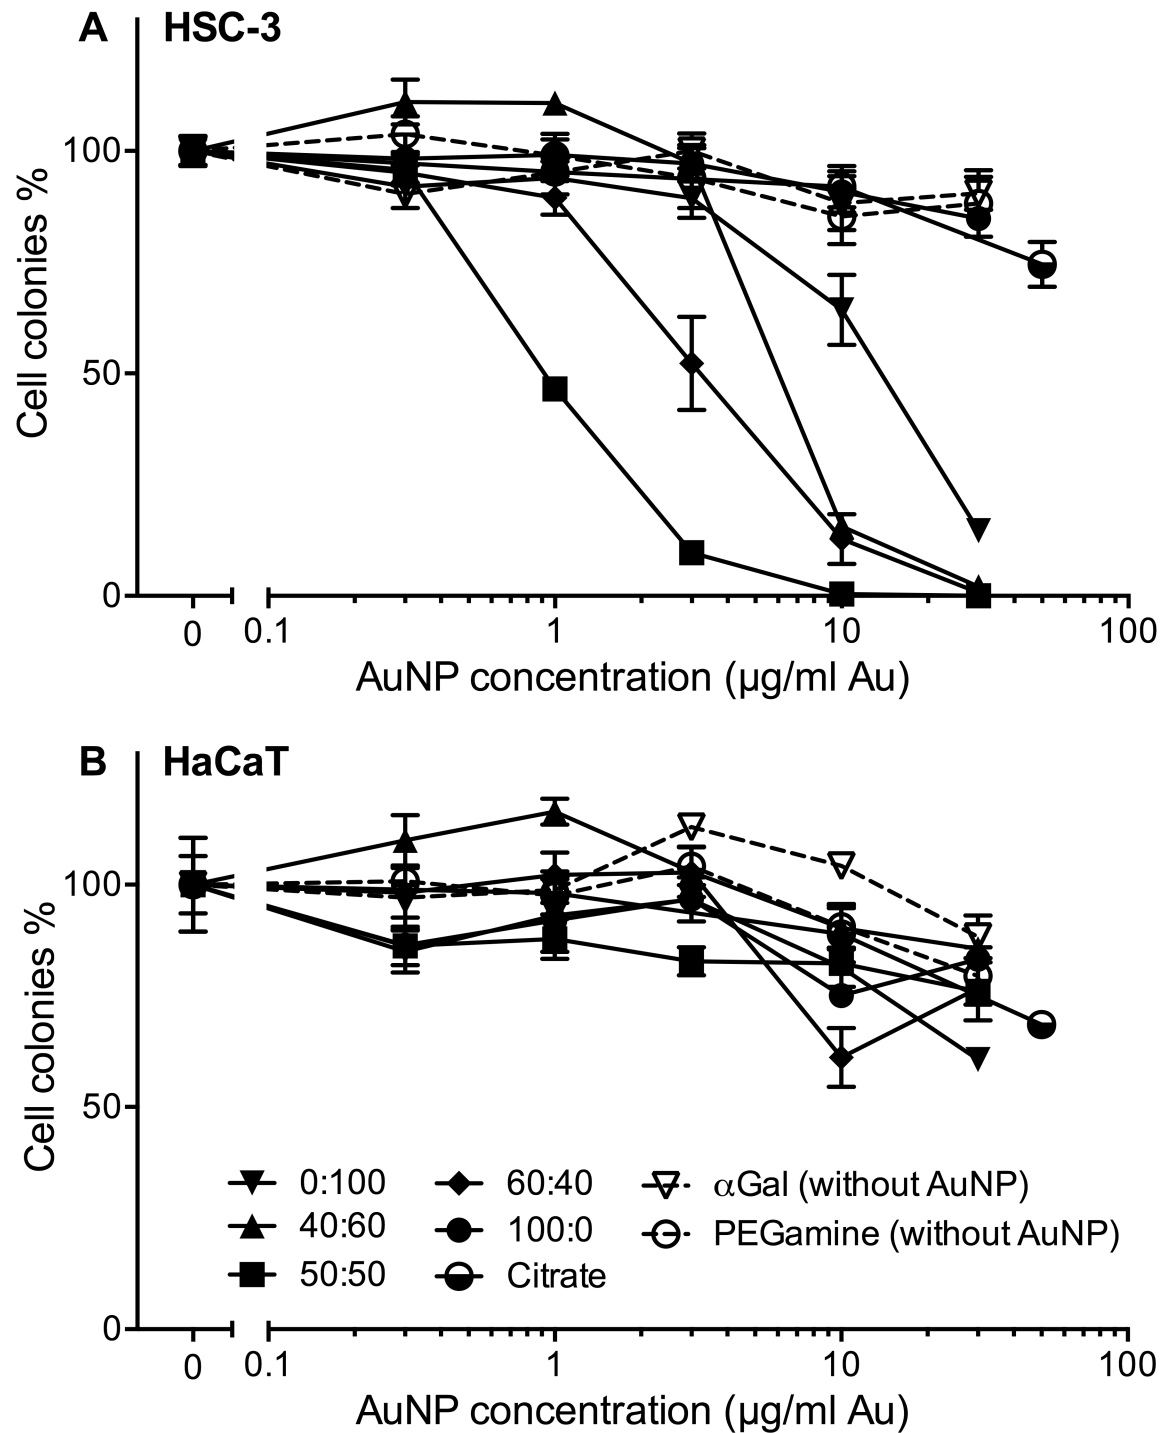 A HSC-3
100
50
0
Cell colonies %
0 0.1 1 10 100
AuNP concentration (µg/ml Au)
B HaCaT
100
50
0
Cell colonies %
0:100 60:40 αGal (without AuNP)
40:60 100:0 PEGamine (without AuNP)
50:50 Citrate
0 0.1 1 10 100
AuNP concentration (µg/ml Au)